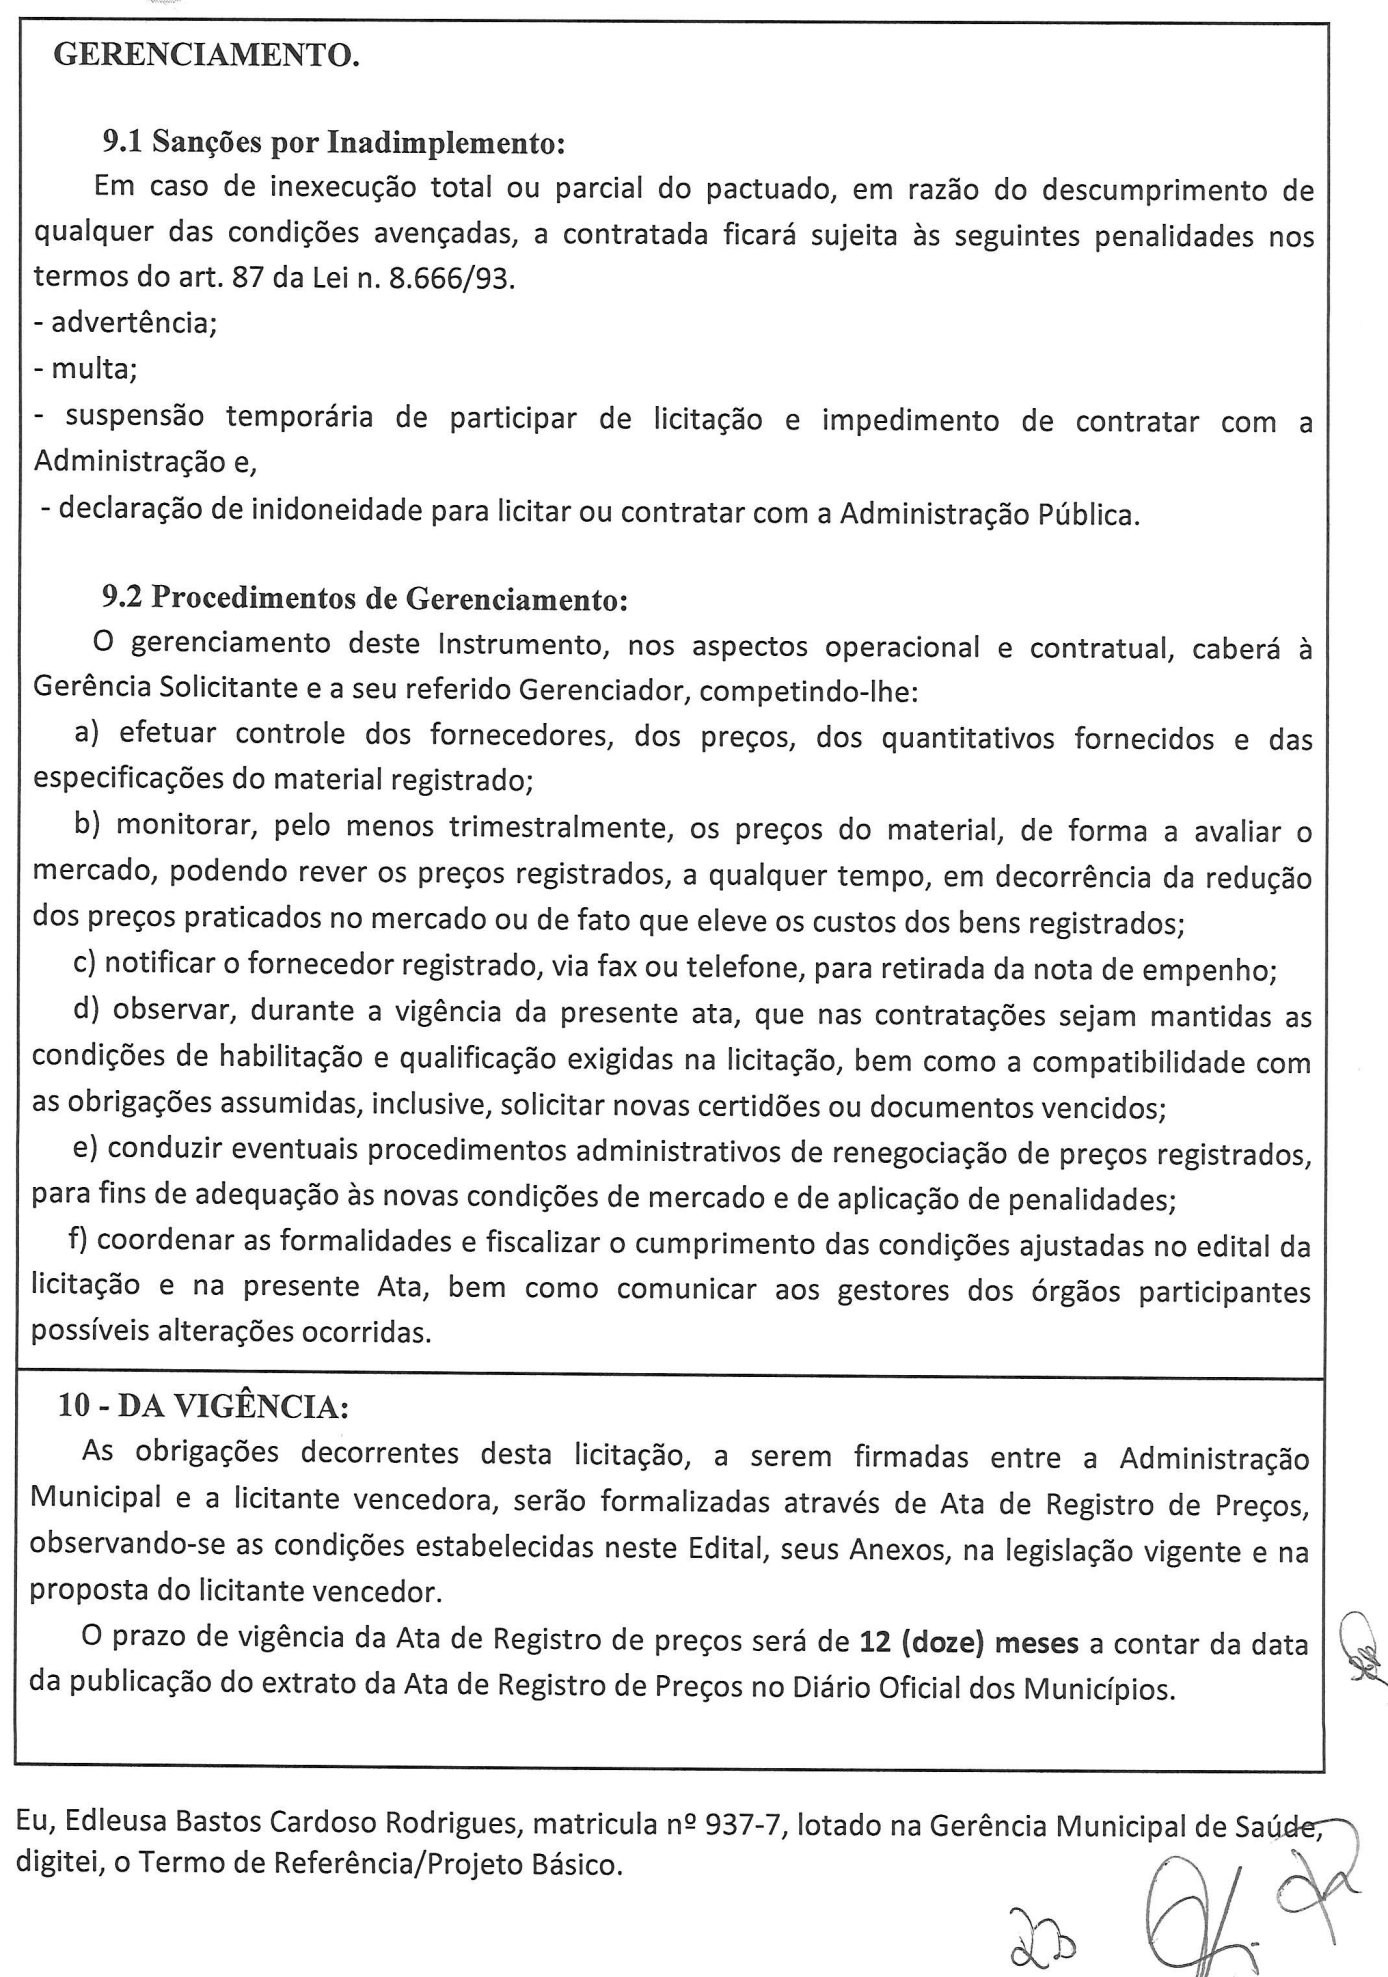 GERENCIAMENTO.
9.1 Sanções por Inadimplemento:
Em caso de inexecução total ou parcial do pactuado, em razão do descumprimento de
qualquer das condições avençadas, a contratada ficará sujeita às seguintes penalidades nos
termos do art. 87 da Lei n. 8.666/93.
- advertência;
- multa;
- suspensão temporária de participar de licitação e impedimento de contratar com a
Administração e,
- declaração de inidoneidade para licitar ou contratar com a Administração Pública.
9.2 Procedimentos de Gerenciamento:
O gerenciamento deste Instrumento, nos aspectos operacional e contratual, caberá à
Gerência Solicitante e a seu referido Gerenciador, competindo-lhe:
a) efetuar controle dos fornecedores, dos preços, dos quantitativos fornecidos e das
especificações do material registrado;
b) monitorar, pelo menos trimestralmente, os preços do material, de forma a avaliar o
mercado, podendo rever os preços registrados, a qualquer tempo, em decorrência da redução
dos preços praticados no mercado ou de fato que eleve os custos dos bens registrados;
c) notificar o fornecedor registrado, via fax ou telefone, para retirada da nota de empenho;
d) observar, durante a vigência da presente ata, que nas contratações sejam mantidas as
condições de habilitação e qualificação exigidas na licitação, bem como a compatibilidade com
as obrigações assumidas, inclusive, solicitar novas certidões ou documentos vencidos;
e) conduzir eventuais procedimentos administrativos de renegociação de preços registrados,
para fins de adequação às novas condições de mercado e de aplicação de penalidades;
f) coordenar as formalidades e fiscalizar o cumprimento das condições ajustadas no edital da
licitação e na presente Ata, bem como comunicar aos gestores dos órgãos participantes
possíveis alterações ocorridas.
10 - DA VIGÊNCIA:
As obrigações decorrentes desta licitação, a serem firmadas entre a Administração
Municipal e a licitante vencedora, serão formalizadas através de Ata de Registro de Preços,
observando-se as condições estabelecidas neste Edital, seus Anexos, na legislação vigente e na
proposta do licitante vencedor.
O prazo de vigência da Ata de Registro de preços será de 12 (doze) meses a contar da data
da publicação do extrato da Ata de Registro de Preços no Diário Oficial dos Municípios.
Eu, Edleusa Bastos Cardoso Rodrigues, matricula nº 937-7, lotado na Gerência Municipal de Saúde,
digitei, o Termo de Referência/Projeto Básico.